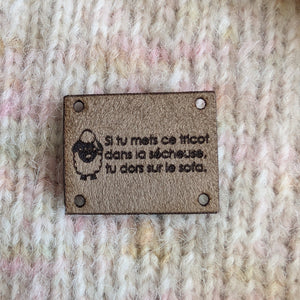 Si tu mets ce tricot
dans la sécheuse,
tu dors sur le sofa.